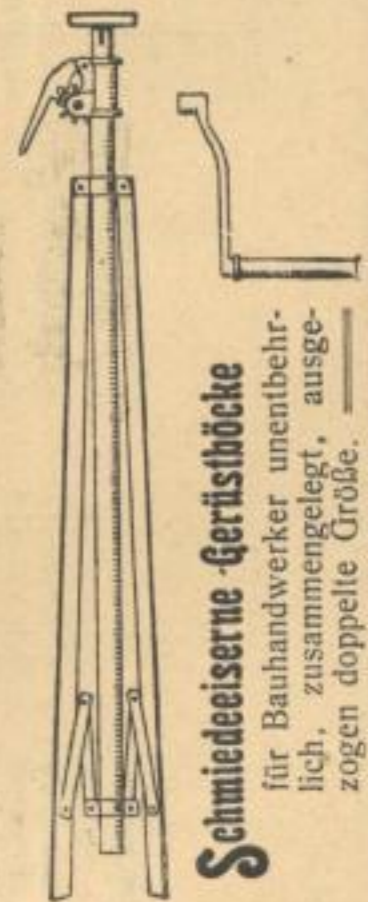 Schmiedeeiserne Gerüstböcke
für Bauhandwerker unentbehr-
lich, zusammengelegt, ausge-
zogen doppelte Größe.